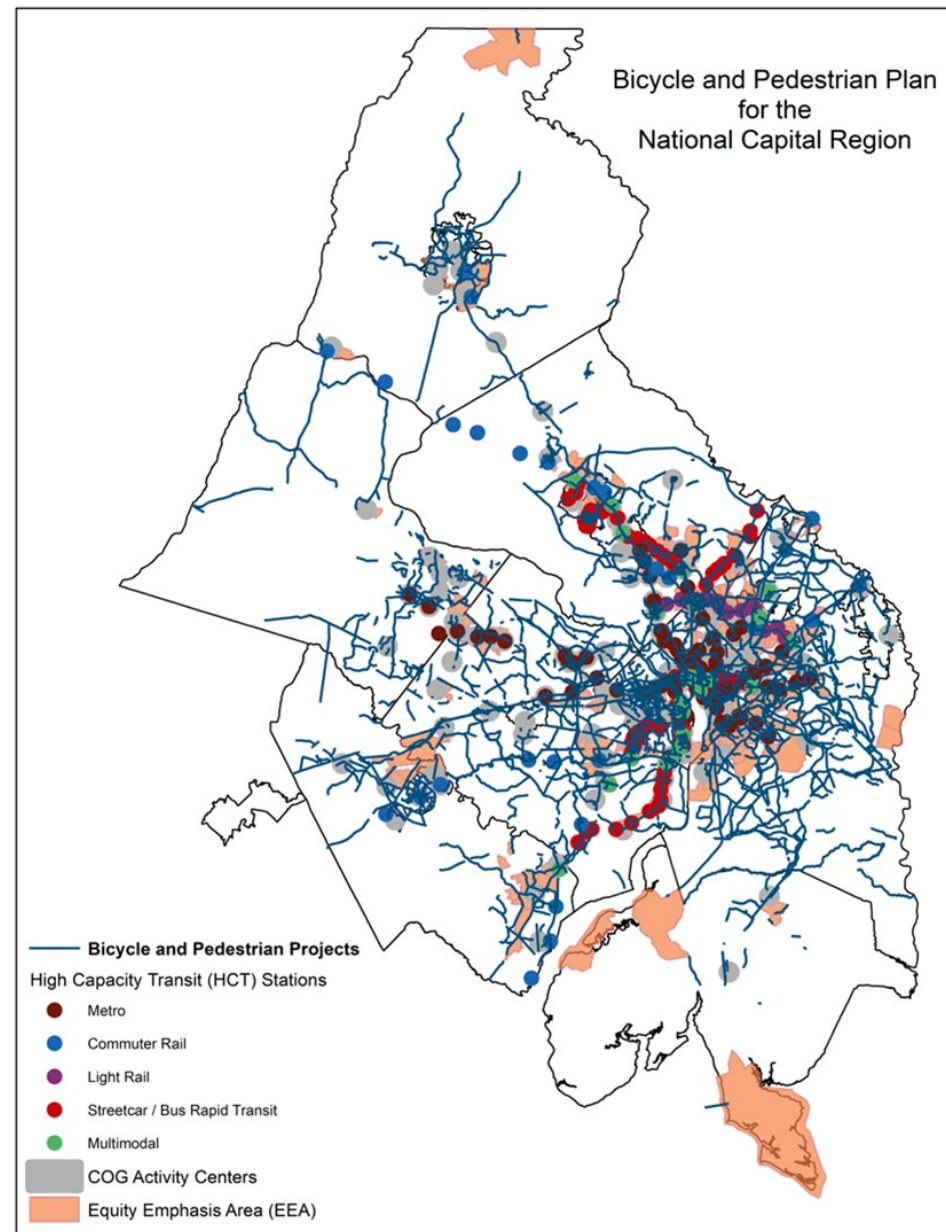 Bicycle and Pedestrian Plan
for the
National Capital Region
Bicycle and Pedestrian Projects
High Capacity Transit (HCT) Stations
Metro
Commuter Rail
Light Rail
Streetcar / Bus Rapid Transit
Multimodal
COG Activity Centers
Equity Emphasis Area (EEA)